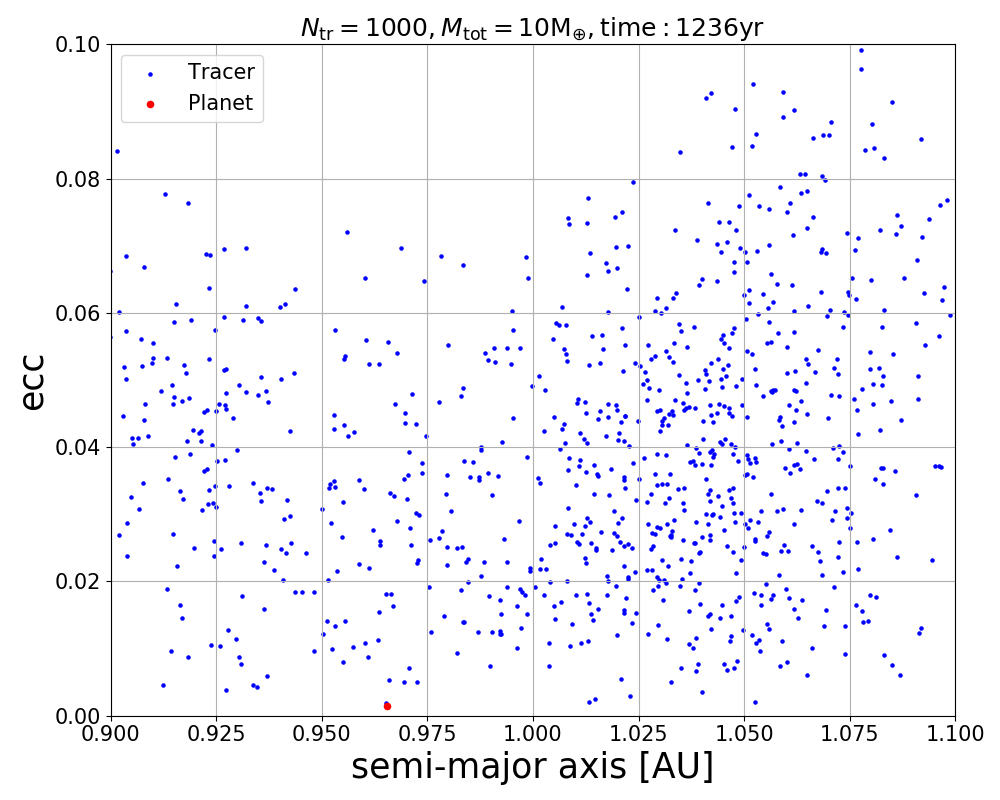 N_tr = 1000, M_tot = 10M_⊕, time : 1236yr
Tracer
Planet
0.10
0.08
0.06
0.04
0.02
0.00
ecc
0.900 0.925 0.950 0.975 1.000 1.025 1.050 1.075 1.100
semi-major axis [AU]